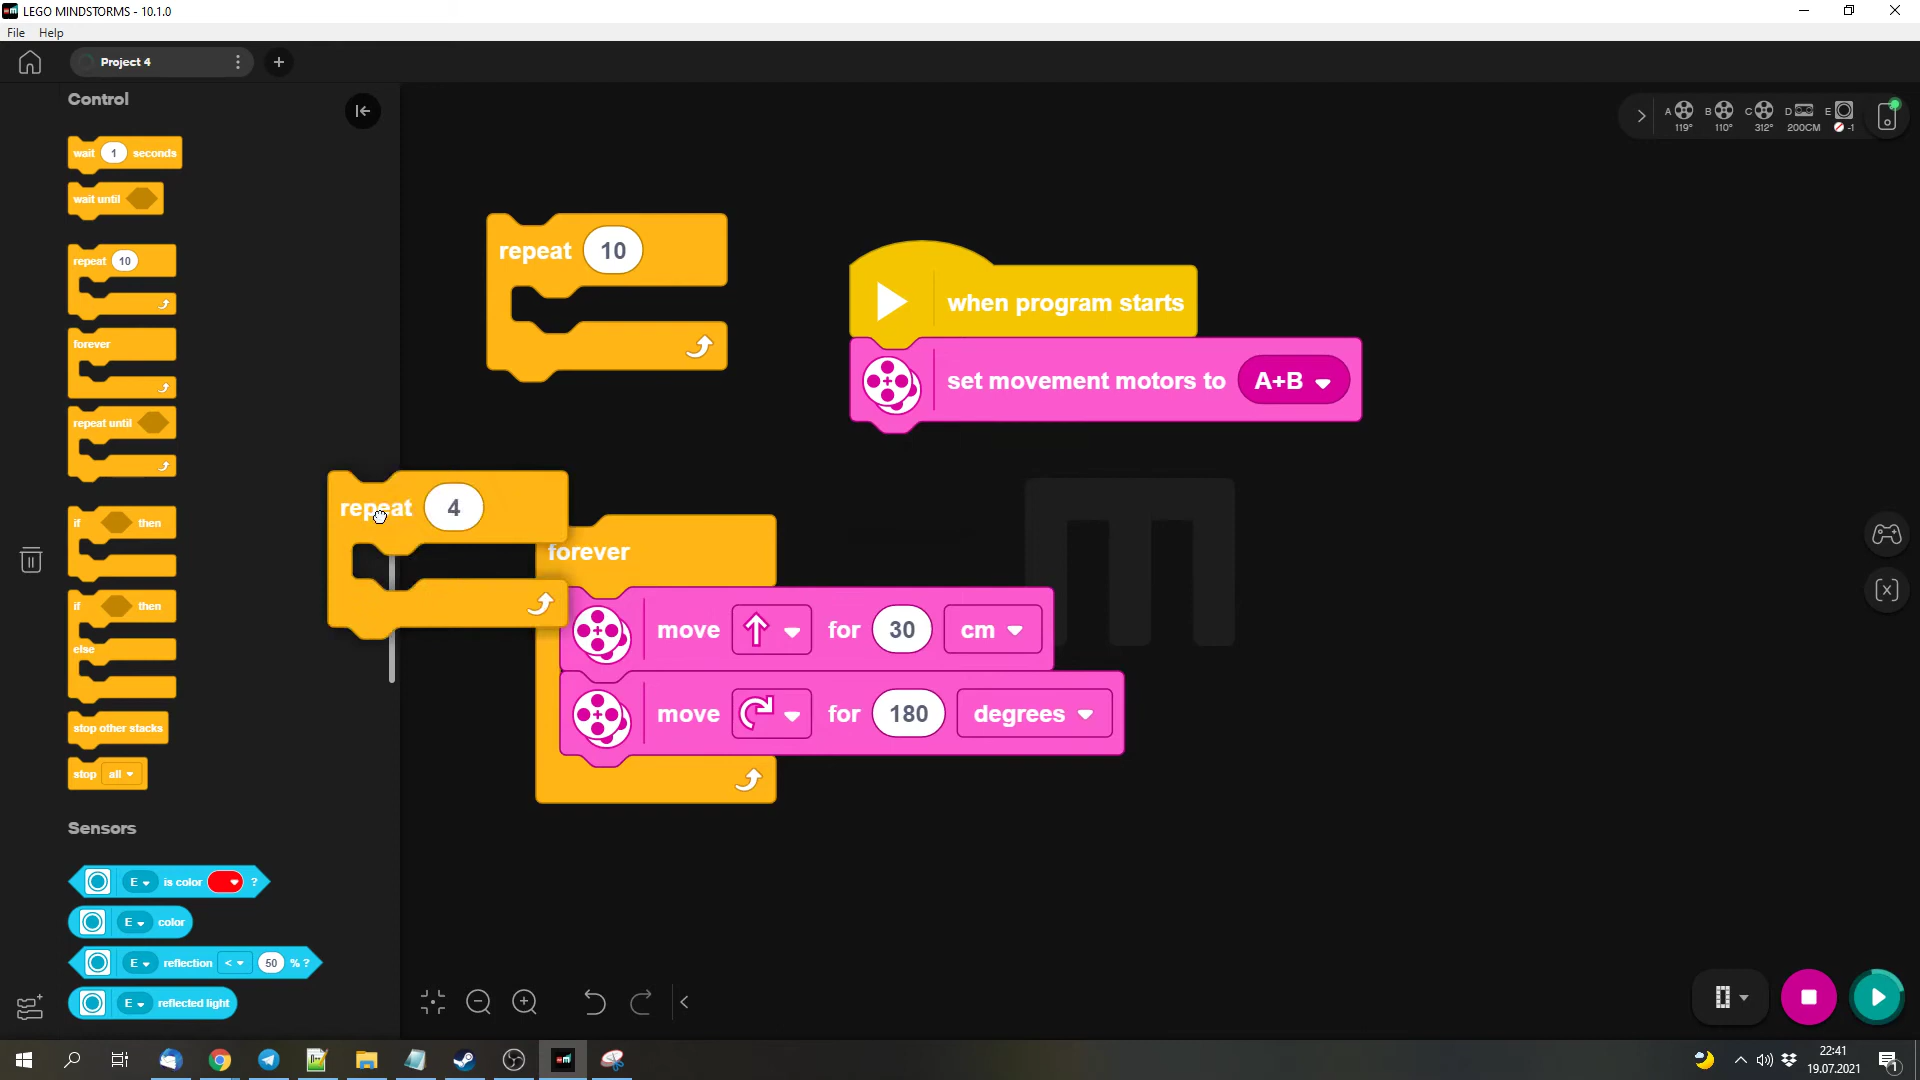 LEGO MINDSTORMS - 10.1.0
File Help
Project 4
Control
wait 1 seconds
wait until
repeat 10
forever
repeat until
if then
if then
else
stop other stacks
stop all
Sensors
E is color ?
E color
E reflection < 50 % ?
E reflected light
repeat 10
when program starts
set movement motors to A+B
repeat 4
forever
move for 30 cm
move for 180 degrees
A B C D E
119° 110° 312° 200CM -1
22:41
19.07.2021
1